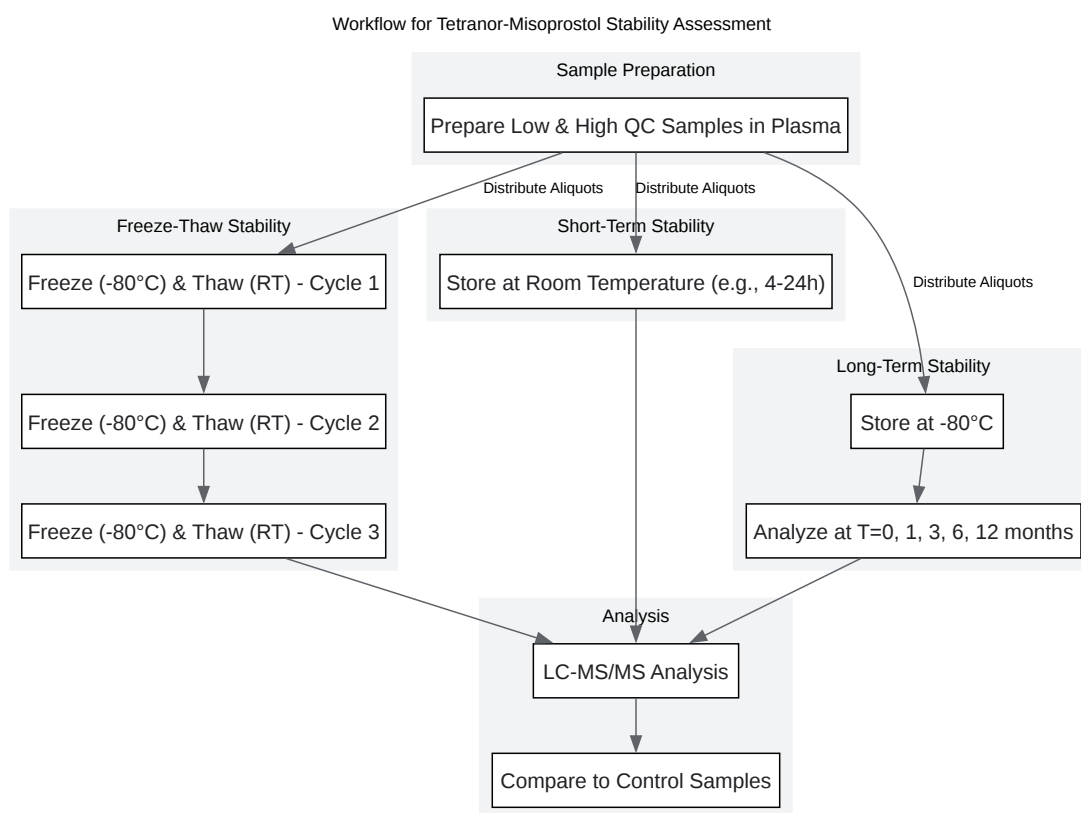 Workflow for Tetranor-Misoprostol Stability Assessment
Sample Preparation
Prepare Low & High QC Samples in Plasma
Distribute Aliquots
Distribute Aliquots
Distribute Aliquots
Freeze-Thaw Stability
Freeze (-80°C) & Thaw (RT) - Cycle 1
Freeze (-80°C) & Thaw (RT) - Cycle 2
Freeze (-80°C) & Thaw (RT) - Cycle 3
Short-Term Stability
Store at Room Temperature (e.g., 4-24h)
Long-Term Stability
Store at -80°C
Analyze at T=0, 1, 3, 6, 12 months
Analysis
LC-MS/MS Analysis
Compare to Control Samples